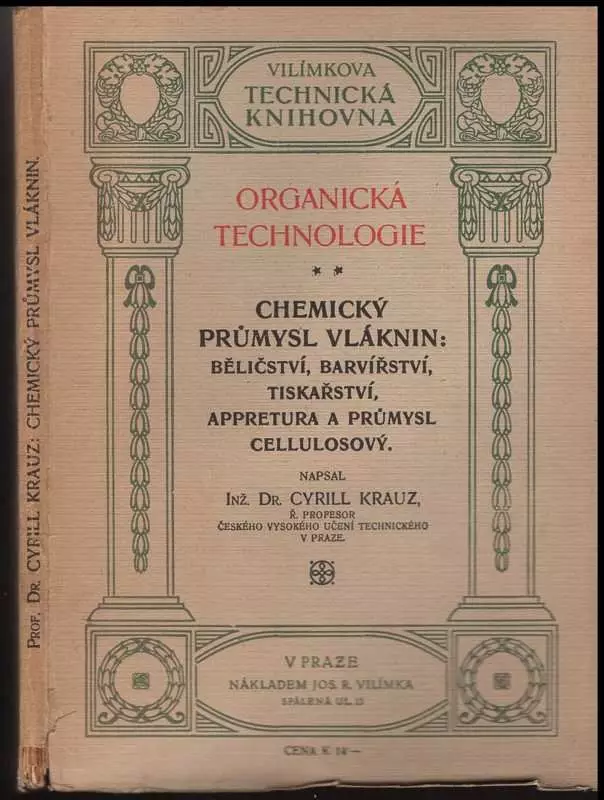 VILÍMKOVA
TECHNICKÁ
KNIHOVNA
ORGANICKÁ
TECHNOLOGIE
* *
CHEMICKÝ
PRŮMYSL VLÁKNIN:
BĚLIČSTVÍ, BARVÍŘSTVÍ,
TISKAŘSTVÍ,
APPRETURA A PRŮMYSL
CELLULOSOVÝ.
NAPSAL
INŽ. DR. CYRILL KRAUZ,
Ř. PROFESOR
ČESKÉHO VYSOKÉHO UČENÍ TECHNICKÉHO
V PRAZE.
V PRAZE
NÁKLADEM JOS. R. VILÍMKA
SPÁLENÁ UL. 13
CENA K 14·—
PROF. DR. CYRILL KRAUZ: CHEMICKÝ PRŮMYSL VLÁKNIN.